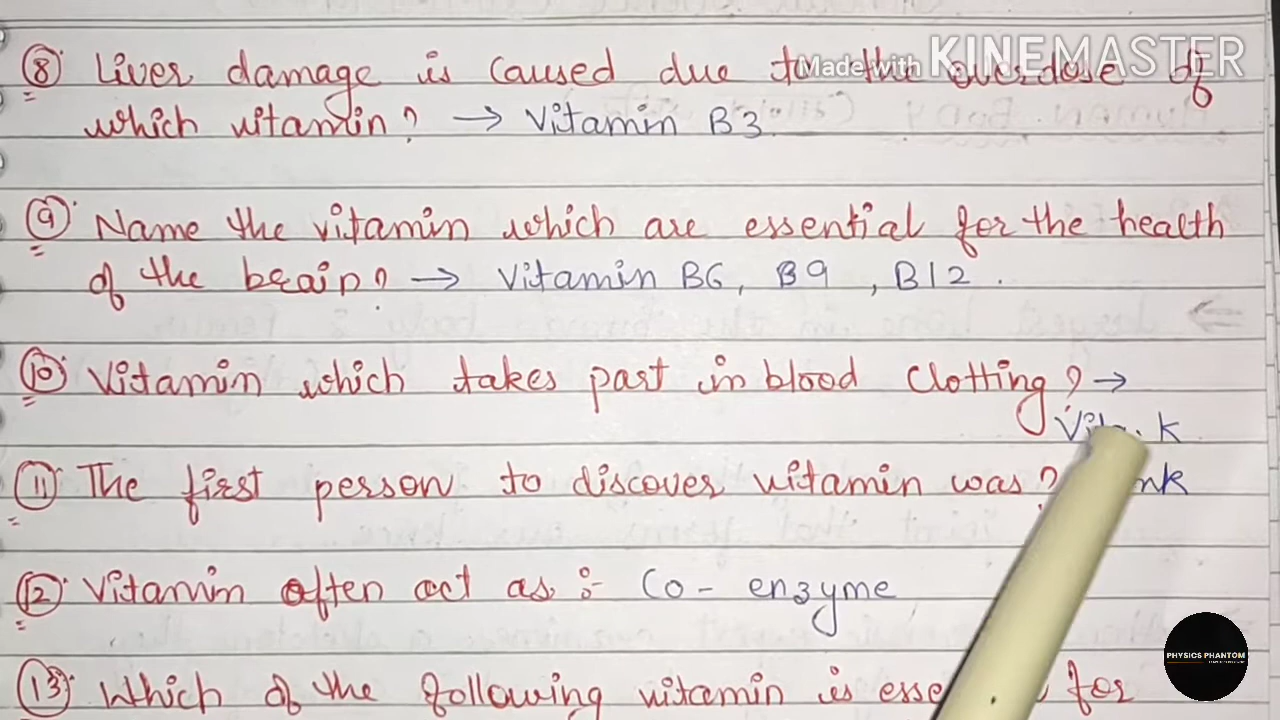 Made with KINEMASTER
⑧ Liver damage is caused due to the overdose of
which vitamin? → Vitamin B3.
⑨ Name the vitamin which are essential for the health
of the brain? → Vitamin B6, B9, B12.
⑩ Vitamin which takes part in blood clotting? →
K
⑪ The first person to discover vitamin was?
⑫ Vitamin often act as :- Co-enzyme
⑬ Which of the following vitamin is for
PHYSICS PHANTOM